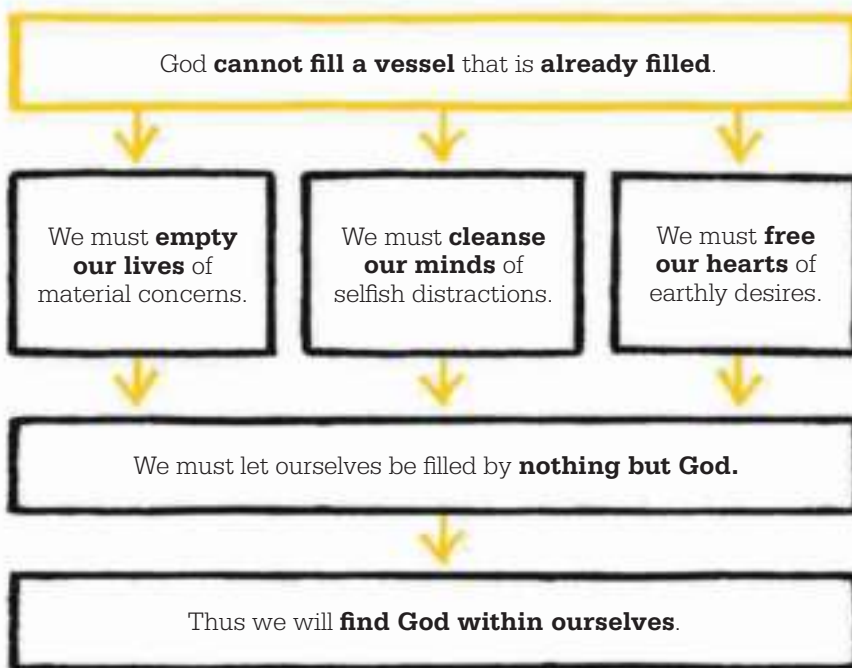 God cannot fill a vessel that is already filled.
We must empty
our lives of
material concerns.
We must cleanse
our minds of
selfish distractions.
We must free
our hearts of
earthly desires.
We must let ourselves be filled by nothing but God.
Thus we will find God within ourselves.